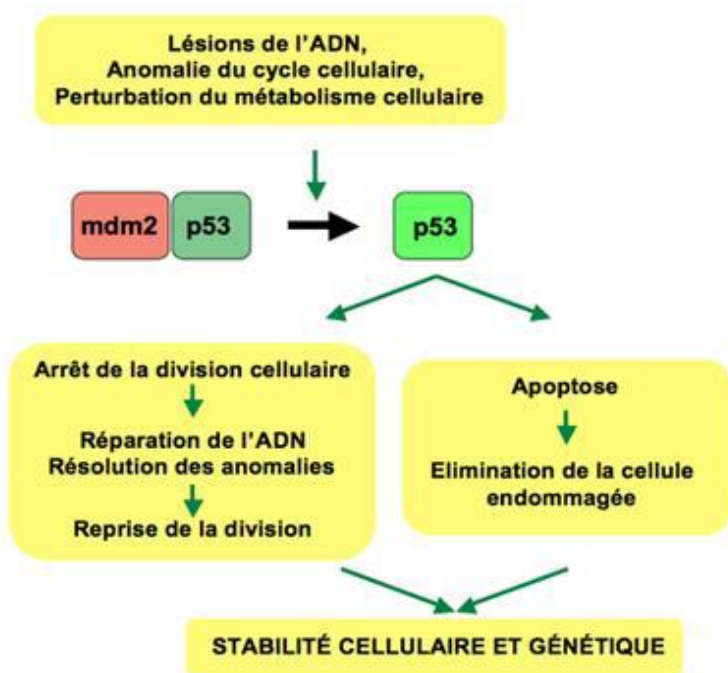 Lésions de l'ADN,
Anomalie du cycle cellulaire,
Perturbation du métabolisme cellulaire
mdm2 p53
p53
Arrêt de la division cellulaire
Réparation de l'ADN
Résolution des anomalies
Reprise de la division
Apoptose
Elimination de la cellule
endommagée
STABILITÉ CELLULAIRE ET GÉNÉTIQUE